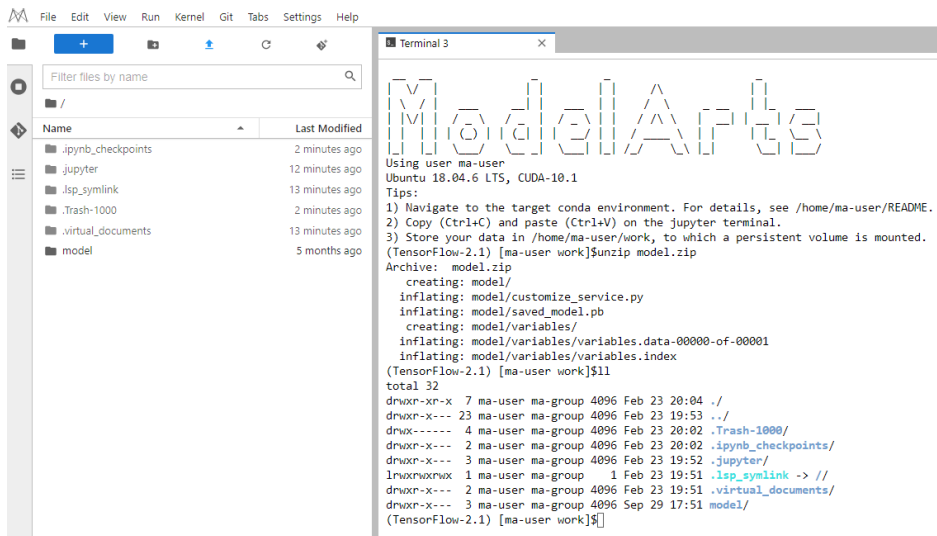 File Edit View Run Kernel Git Tabs Settings Help
Filter files by name
/
Name Last Modified
.ipynb_checkpoints 2 minutes ago
.jupyter 12 minutes ago
.lsp_symlink 13 minutes ago
.Trash-1000 2 minutes ago
.virtual_documents 13 minutes ago
model 5 months ago
Terminal 3
ModelArts
Using user ma-user
Ubuntu 18.04.6 LTS, CUDA-10.1
Tips:
1) Navigate to the target conda environment. For details, see /home/ma-user/README.
2) Copy (Ctrl+C) and paste (Ctrl+V) on the jupyter terminal.
3) Store your data in /home/ma-user/work, to which a persistent volume is mounted.
(TensorFlow-2.1) [ma-user work]$unzip model.zip
Archive:  model.zip
creating: model/
inflating: model/customize_service.py
inflating: model/saved_model.pb
creating: model/variables/
inflating: model/variables/variables.data-00000-of-00001
inflating: model/variables/variables.index
(TensorFlow-2.1) [ma-user work]$ll
total 32
drwxr-xr-x  7 ma-user ma-group 4096 Feb 23 20:04 ./
drwxr-x--- 23 ma-user ma-group 4096 Feb 23 19:53 ../
drwx------  4 ma-user ma-group 4096 Feb 23 20:02 .Trash-1000/
drwxr-x---  2 ma-user ma-group 4096 Feb 23 20:02 .ipynb_checkpoints/
drwxr-x---  3 ma-user ma-group 4096 Feb 23 19:52 .jupyter/
lrwxrwxrwx  1 ma-user ma-group    1 Feb 23 19:51 .lsp_symlink -> //
drwxr-x---  2 ma-user ma-group 4096 Feb 23 19:51 .virtual_documents/
drwxr-x---  3 ma-user ma-group 4096 Sep 29 17:51 model/
(TensorFlow-2.1) [ma-user work]$